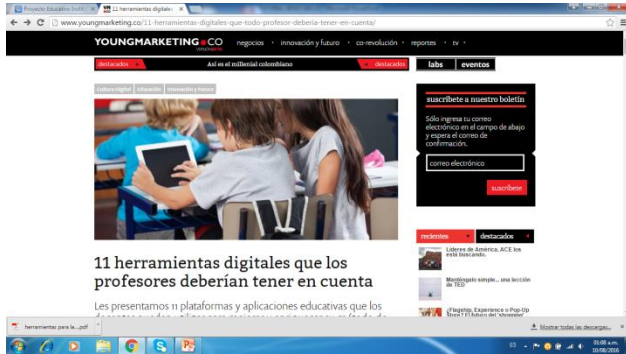 Proyecto Educativo Instit
11 herramientas digitales
www.youngmarketing.co/11-herramientas-digitales-que-todo-profesor-deberia-tener-en-cuenta/
YOUNGMARKETING CO
negocios · innovación y futuro · co-revolución · reportes · tv ·
destacados
Así es el millenial colombiano
destacados
labs
eventos
Cultura Digital
Educación
Innovación y Futuro
suscríbete a nuestro boletín
Sólo ingresa tu correo
electrónico en el campo de abajo
y espera el correo de
confirmación.
correo electrónico
suscríbete
recientes
destacados
Líderes de América, ACE los
está buscando.
Manténgalo simple... una lección
de TED
¿Flagship, Experience o Pop-Up
11 herramientas digitales que los
profesores deberían tener en cuenta
Les presentamos 11 plataformas y aplicaciones educativas que los
herramientas para la....pdf
Mostrar todas las descargas...
ES
01:08 a.m.
10/08/2016